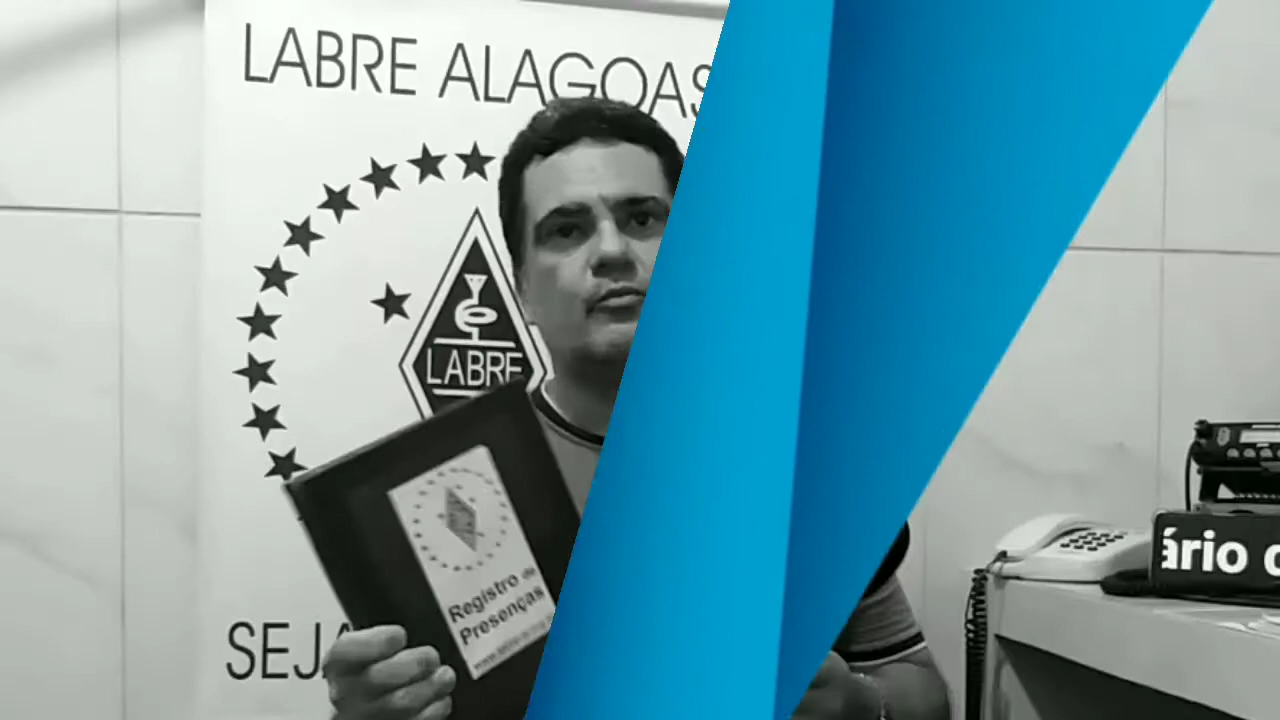 LABRE ALAGOAS
LABRE
Registro de
Presenças
SEJA
ário